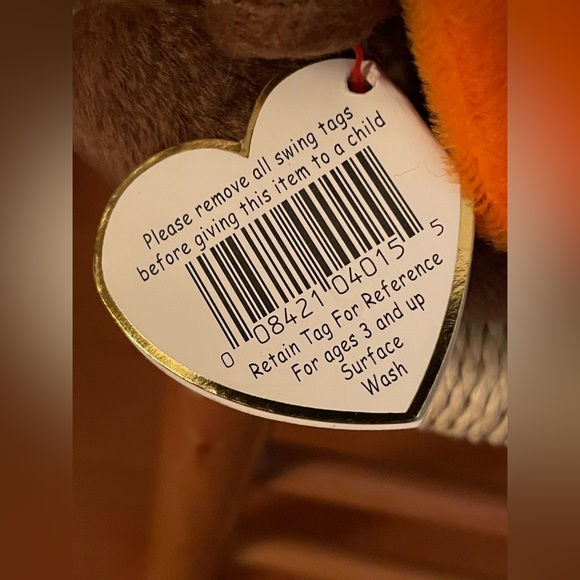 Please remove all swing tags
before giving this item to a child
0 08421 04015 5
Retain Tag For Reference
For ages 3 and up
Surface
Wash